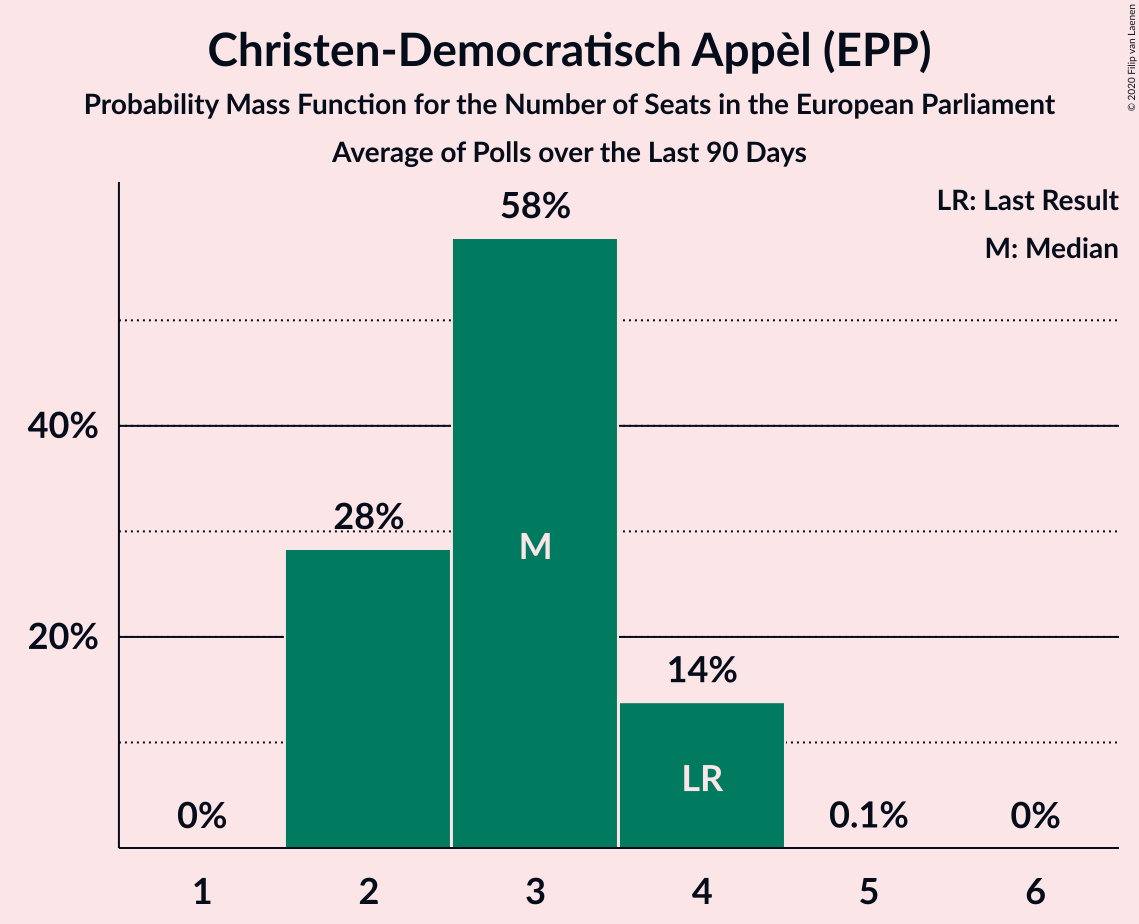 Christen-Democratisch Appèl (EPP)
Probability Mass Function for the Number of Seats in the European Parliament
Average of Polls over the Last 90 Days
© 2020 Filip van Laenen
LR: Last Result
M: Median
58%
40%
28%
M
20%
14%
LR
0%
0.1%
0%
1 2 3 4 5 6